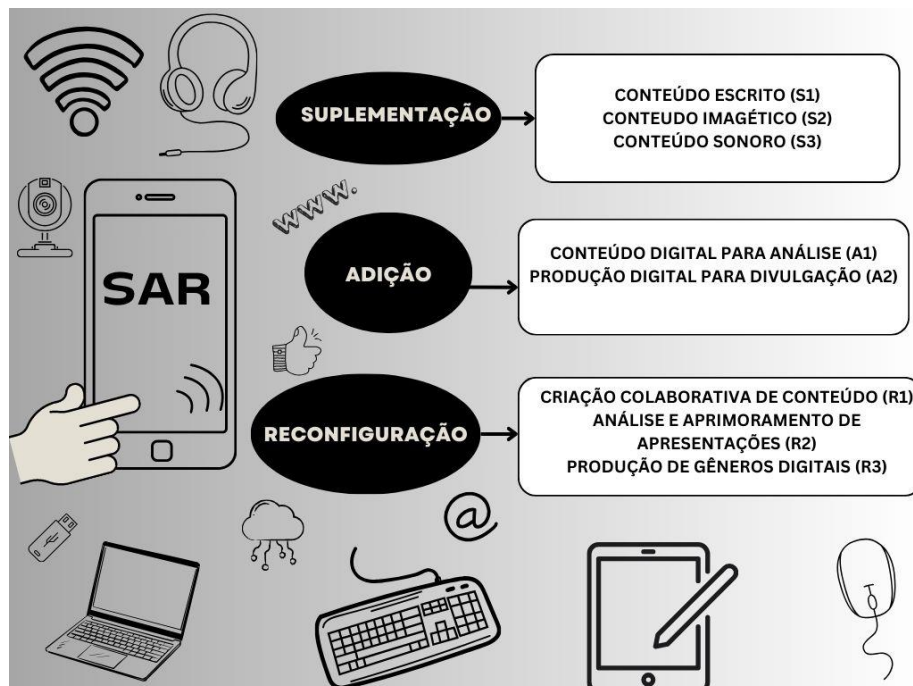 SUPLEMENTAÇÃO
CONTEÚDO ESCRITO (S1)
CONTEUDO IMAGÉTICO (S2)
CONTEÚDO SONORO (S3)
www.
SAR
ADIÇÃO
CONTEÚDO DIGITAL PARA ANÁLISE (A1)
PRODUÇÃO DIGITAL PARA DIVULGAÇÃO (A2)
RECONFIGURAÇÃO
CRIAÇÃO COLABORATIVA DE CONTEÚDO (R1)
ANÁLISE E APRIMORAMENTO DE
APRESENTAÇÕES (R2)
PRODUÇÃO DE GÊNEROS DIGITAIS (R3)
@